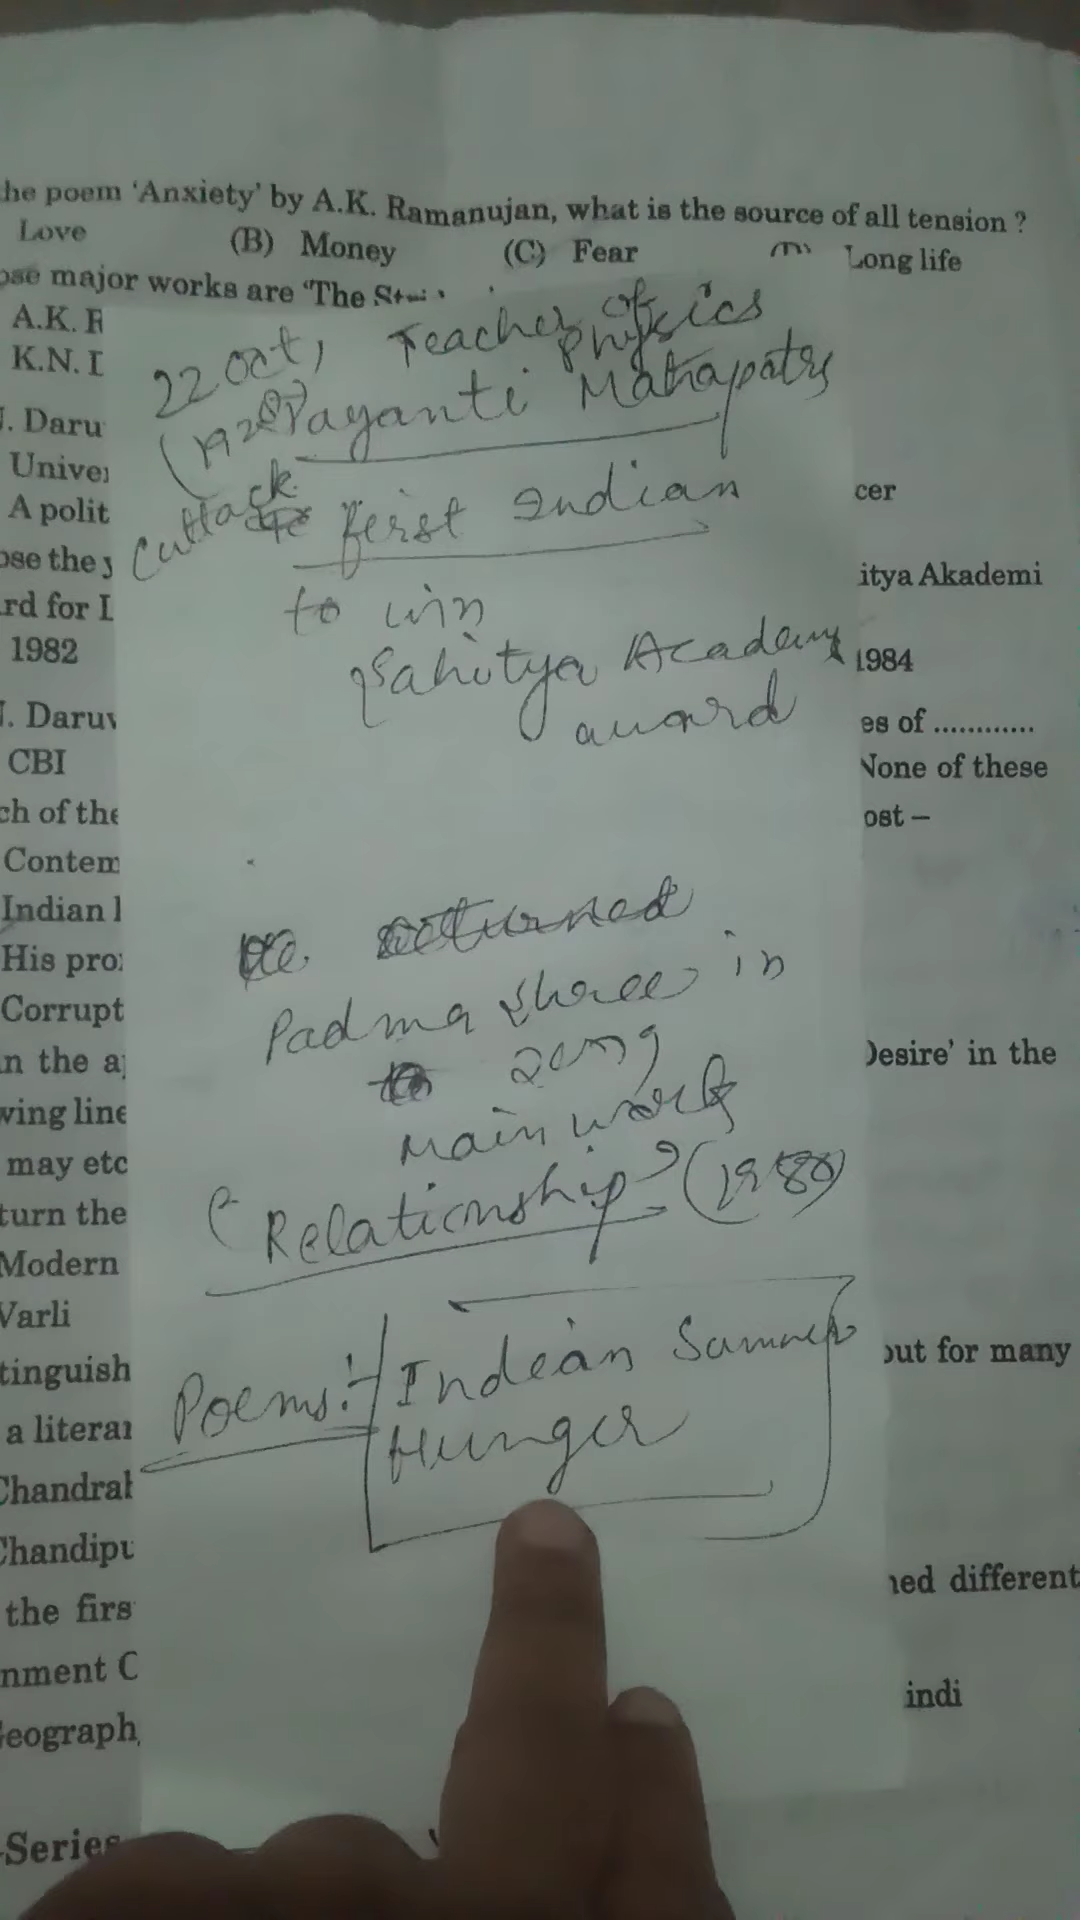 he poem 'Anxiety' by A.K. Ramanujan, what is the source of all tension ?
Love (B) Money (C) Fear Long life
ose major works are 'The
A.K.
K.N.
22 Oct, Teacher of
Physics
Jayanti Mahapatra
Cuttack
first Indian
to win
Sahitya Academy
award
J. Daru
Univer
A polit
cer
ose the y
itya Akademi
rd for
1982
1984
J. Daruv
es of ............
CBI
None of these
ch of the
ost –
Contem
Indian
His pro
Corrupt
in the a
Desire' in the
wing line
may etc
turn the
Modern
Varli
tinguish
out for many
a literar
Chandra
Chandipu
the firs
ned different
nment C
indi
Geograph
-Series
He returned
Padma Shree in
Main work
"Relationship"
Poems:- Indian Summer
Hunger